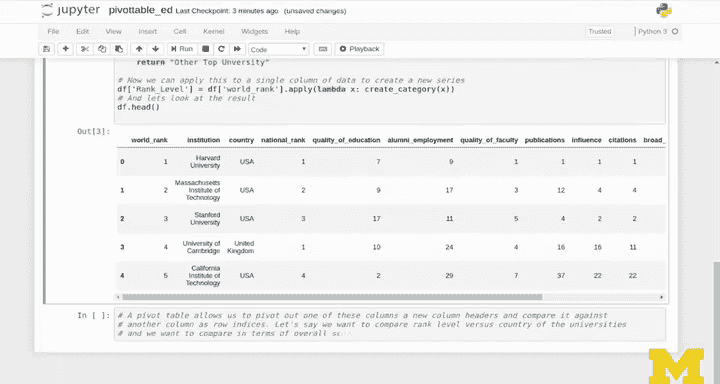 jupyter pivottable_ed Last Checkpoint: 3 minutes ago (unsaved changes)
File Edit View Insert Cell Kernel Widgets Help Trusted Python 3
Run Code Playback
return "Other Top Unversity"
# Now we can apply this to a single column of data to create a new series
df['Rank_Level'] = df['world_rank'].apply(lambda x: create_category(x))
# And lets look at the result
df.head()
Out[3]:
world_rank institution country national_rank quality_of_education alumni_employment quality_of_faculty publications influence citations broad_
0 1 Harvard University USA 1 7 9 1 1 1 1
1 2 Massachusetts Institute of Technology USA 2 9 17 3 12 4 4
2 3 Stanford University USA 3 17 11 5 4 2 2
3 4 University of Cambridge United Kingdom 1 10 24 4 16 16 11
4 5 California Institute of Technology USA 4 2 29 7 37 22 22
In [ ]: # A pivot table allows us to pivot out one of these columns a new column headers and compare it against
# another column as row indices. Let's say we want to compare rank level versus country of the universities
# and we want to compare in terms of overall
M